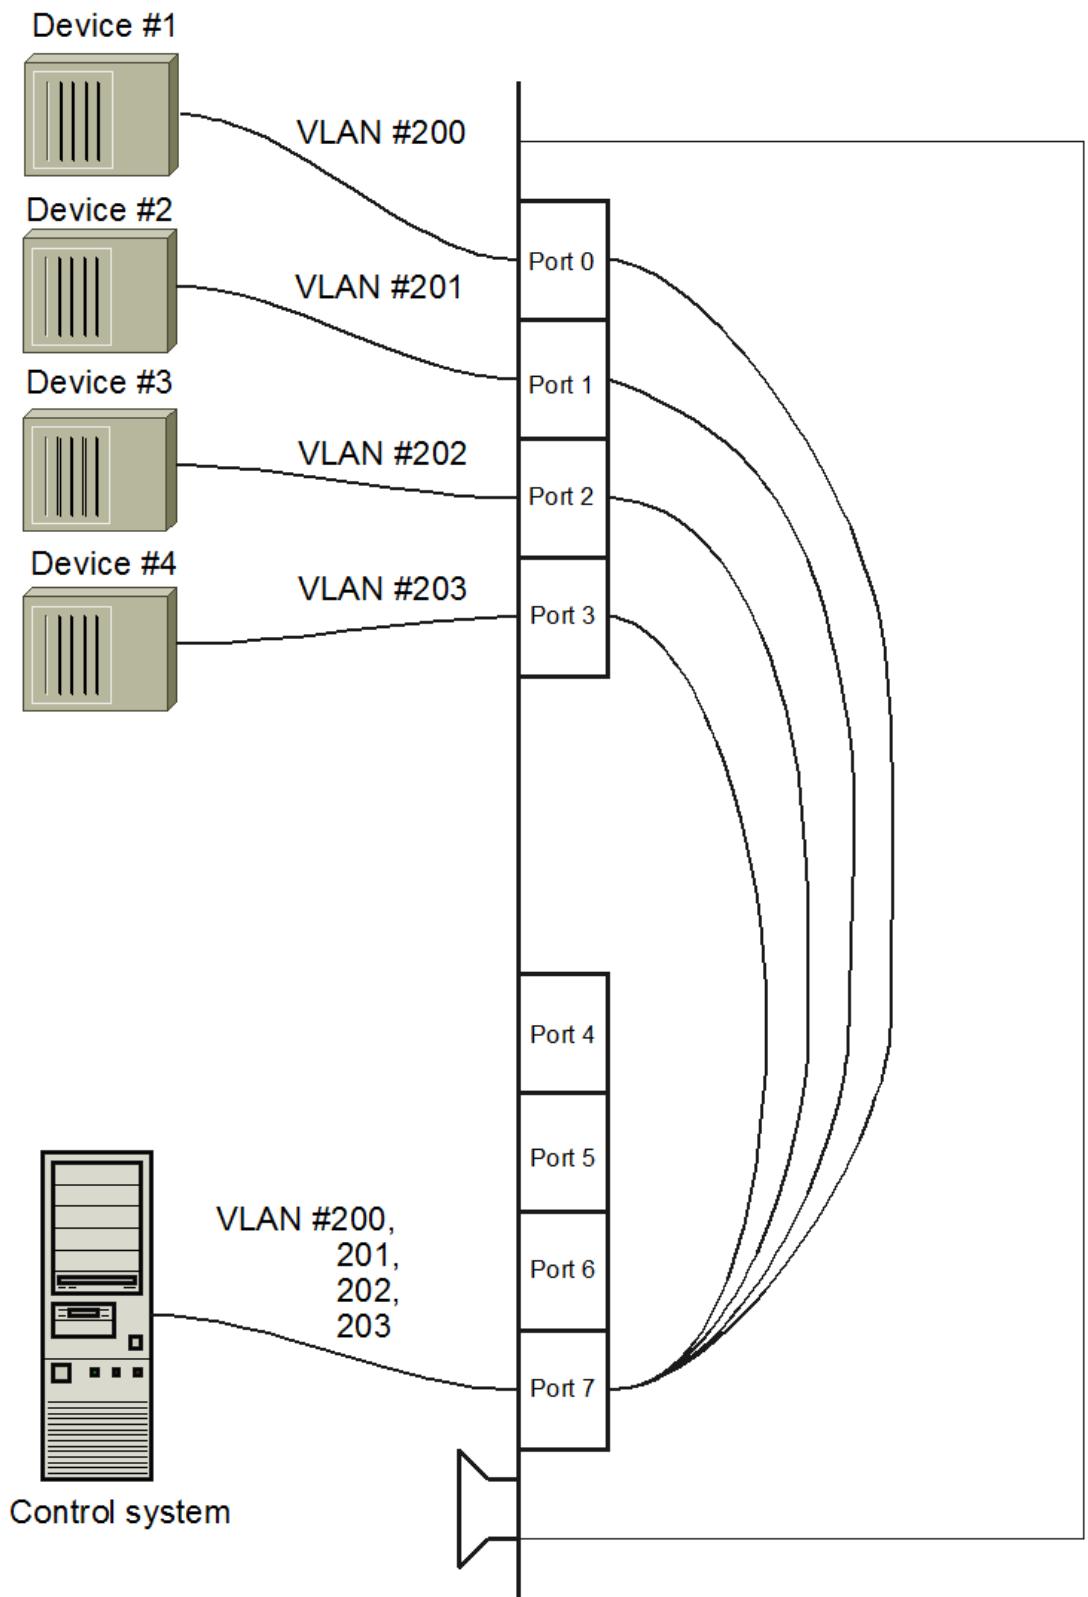 Device #1
VLAN #200
Device #2
Port 0
VLAN #201
Device #3
Port 1
VLAN #202
Port 2
Device #4
VLAN #203
Port 3
Port 4
Port 5
VLAN #200,
201,
202,
203
Port 6
Port 7
Control system